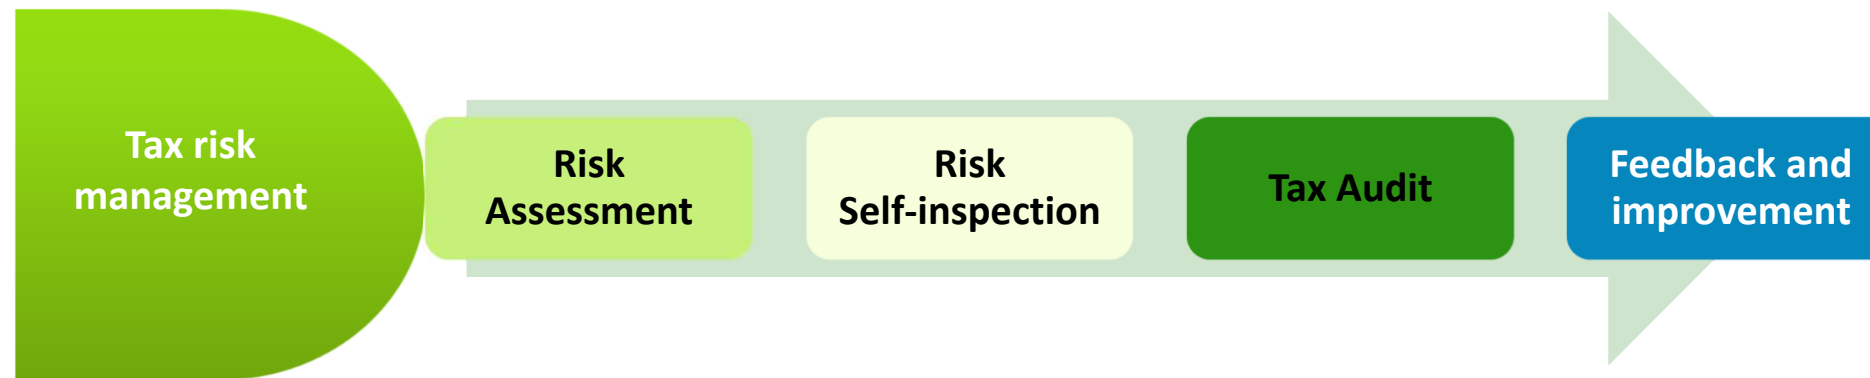 Tax risk
management
Risk
Assessment
Risk
Self-inspection
Tax Audit
Feedback and
improvement